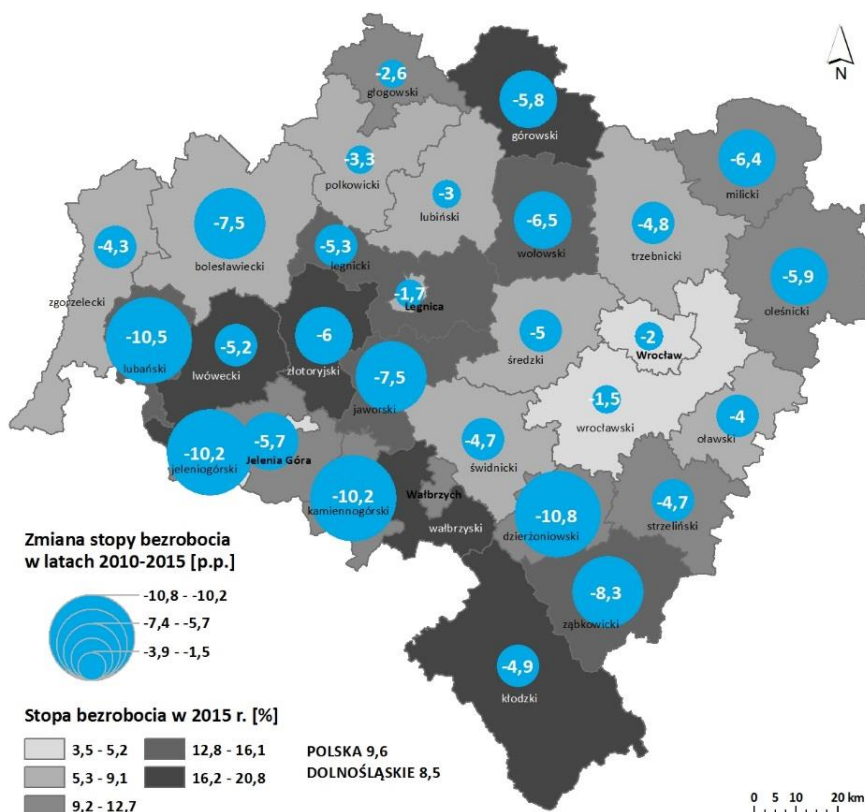 N
-2,6
głogowski
-5,8
górowski
-3,3
polkowicki
-3
lubiński
-6,4
milicki
-7,5
bolesławiecki
-4,3
zgorzelecki
-5,3
legnicki
-6,5
wołowski
-4,8
trzebnicki
-5,9
oleśnicki
-1,7
Legnica
-10,5
lubański
-5,2
lwówecki
-6
złotoryjski
-5
średzki
-2
Wrocław
-7,5
jaworski
-1,5
wrocławski
-4
oławski
-10,2
jeleniogórski
-5,7
Jelenia Góra
-4,7
świdnicki
-10,2
kamiennogórski
Wałbrzych
wałbrzyski
-10,8
dzierżoniowski
-4,7
strzeliński
-8,3
ząbkowicki
-4,9
kłodzki
Zmiana stopy bezrobocia
w latach 2010-2015 [p.p.]
-10,8 - -10,2
-7,4 - -5,7
-3,9 - -1,5
Stopa bezrobocia w 2015 r. [%]
3,5 - 5,2
5,3 - 9,1
9,2 - 12,7
12,8 - 16,1
16,2 - 20,8
POLSKA 9,6
DOLNOŚLĄSKIE 8,5
0 5 10 20 km